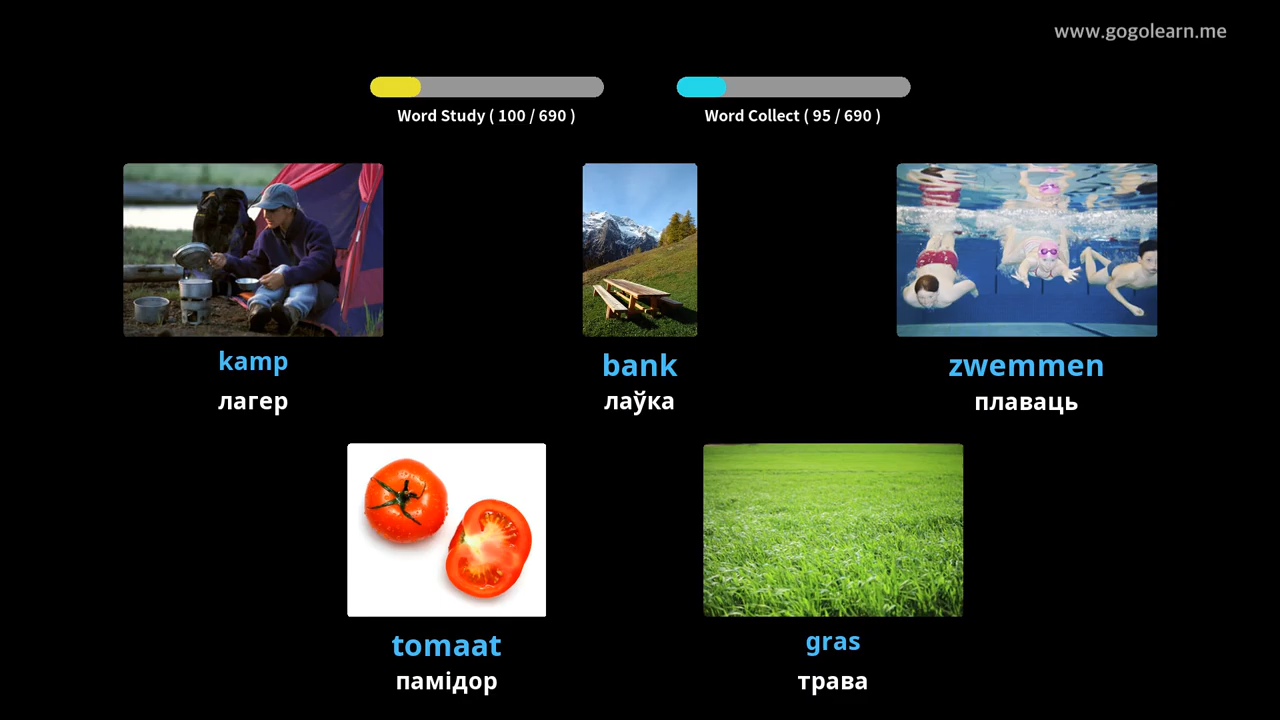 www.gogolearn.me
Word Study ( 100 / 690 )
Word Collect ( 95 / 690 )
kamp
лагер
bank
лаўка
zwemmen
плаваць
tomaat
памідор
gras
трава